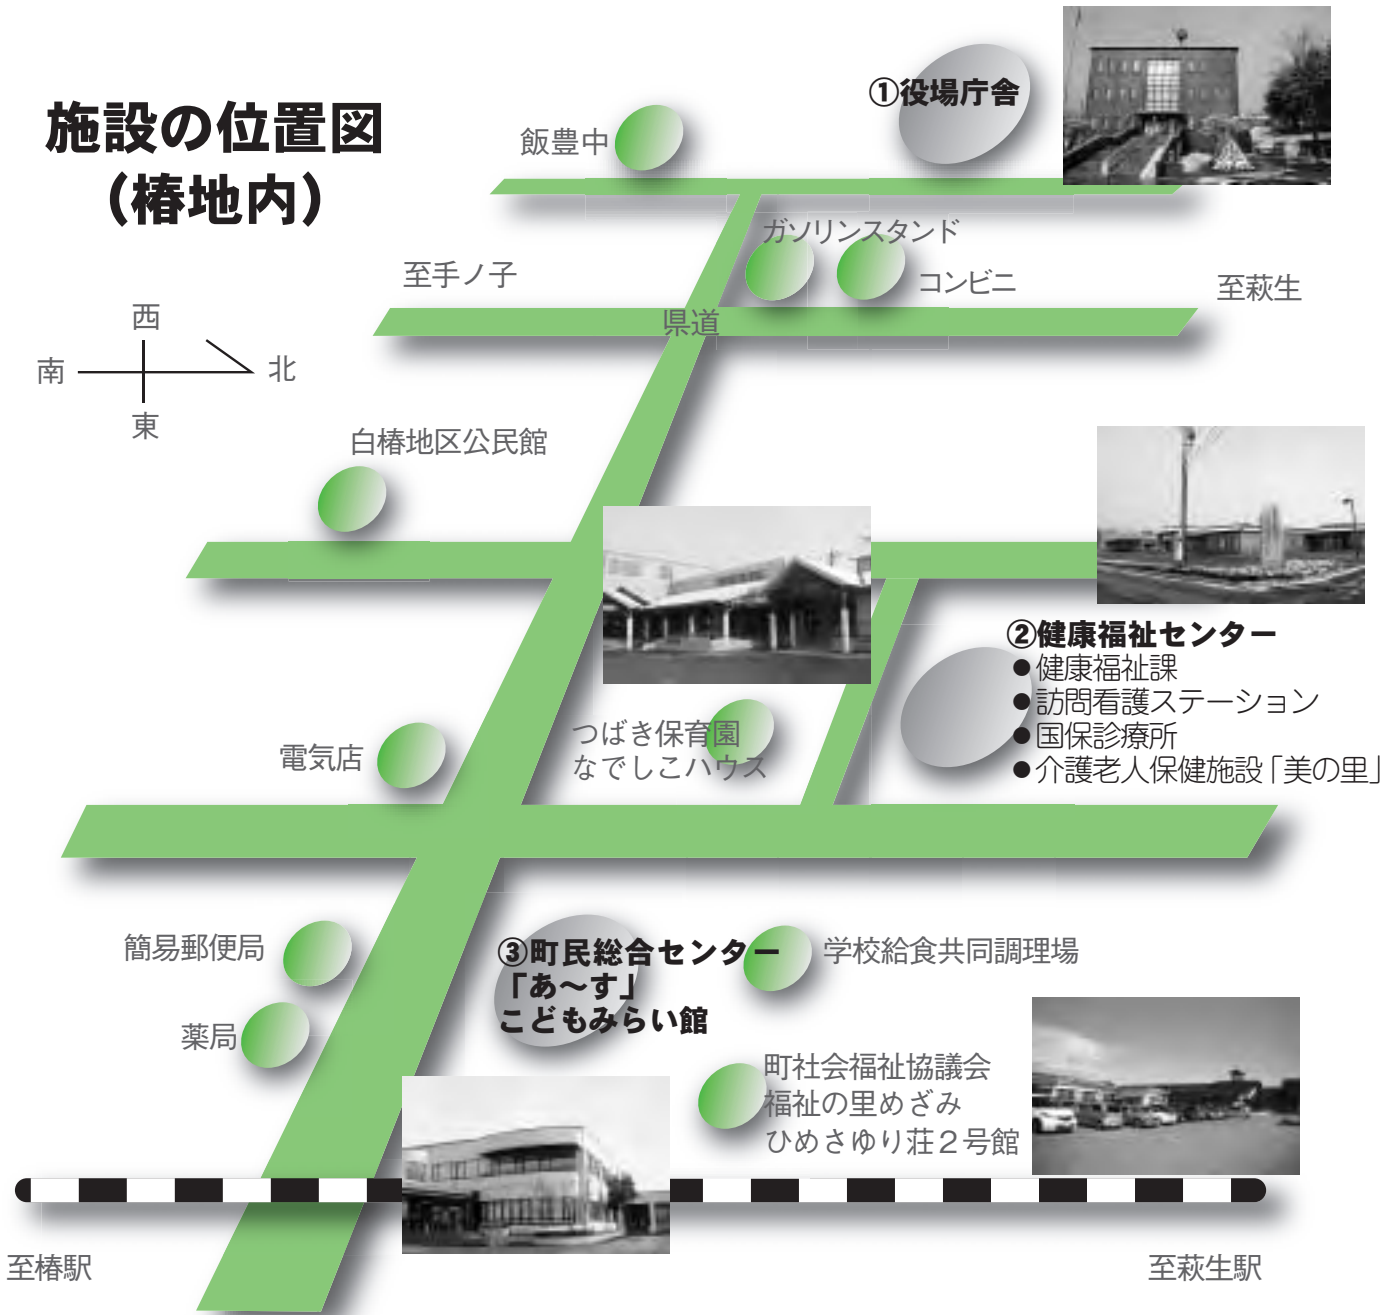 施設の位置図
（椿地内）
①役場庁舎
飯豊中
ガソリンスタンド
コンビニ
至手ノ子
至萩生
県道
西
南
北
東
白椿地区公民館
②健康福祉センター
●健康福祉課
●訪問看護ステーション
●国保診療所
●介護老人保健施設「美の里」
つばき保育園
なでしこハウス
電気店
簡易郵便局
③町民総合センター
「あ～す」
こどもみらい館
学校給食共同調理場
薬局
町社会福祉協議会
福祉の里めざみ
ひめさゆり荘２号館
至椿駅
至萩生駅